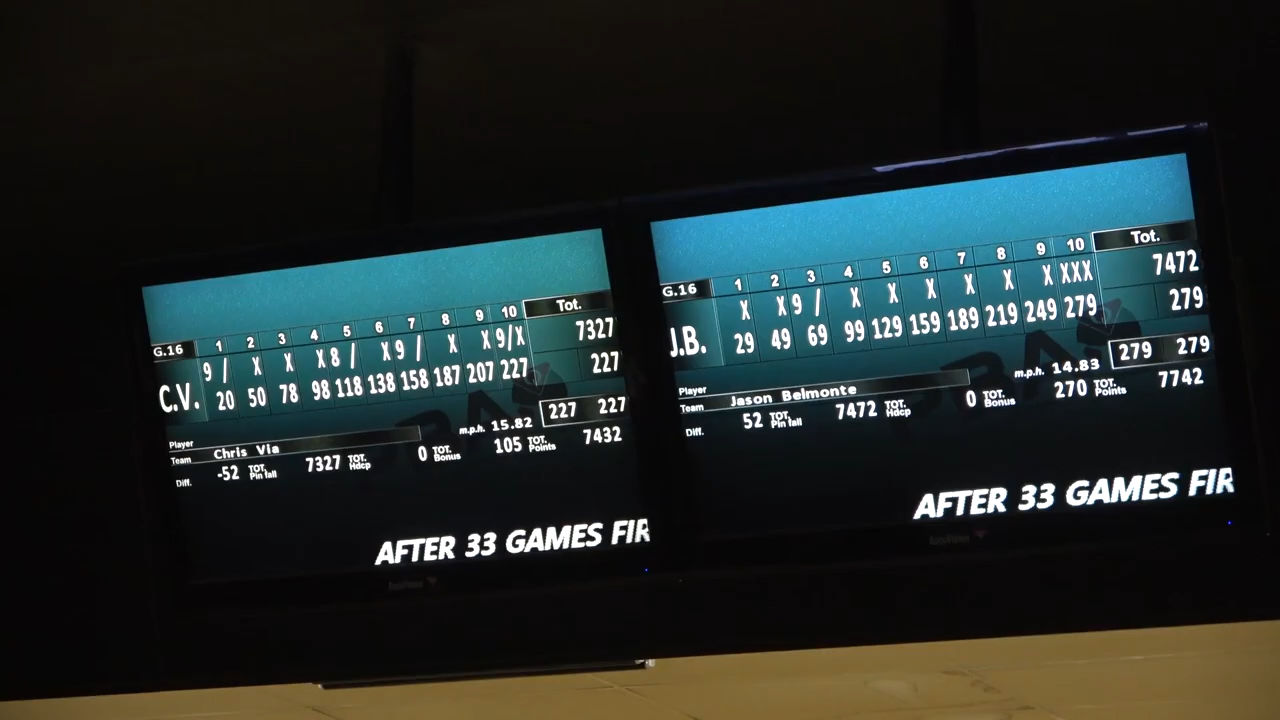 G.16 1 2 3 4 5 6 7 8 9 10 Tot.
9 / X X X 8 / X 9 / X X 9/X 7327
C.V. 20 50 78 98 118 138 158 187 207 227 227
Player Chris Via m.p.h. 15.82 227 227
Team
Diff. -52 TOT. Pin fall 7327 TOT. Hdcp 0 TOT. Bonus 105 TOT. Points 7432
AFTER 33 GAMES FIR
G.16 1 2 3 4 5 6 7 8 9 10 Tot.
X X 9 / X X X X X X XXX 7472
J.B. 29 49 69 99 129 159 189 219 249 279 279
Player Jason Belmonte m.p.h. 14.83 279 279
Team
Diff. 52 TOT. Pin fall 7472 TOT. Hdcp 0 TOT. Bonus 270 TOT. Points 7742
AFTER 33 GAMES FIR